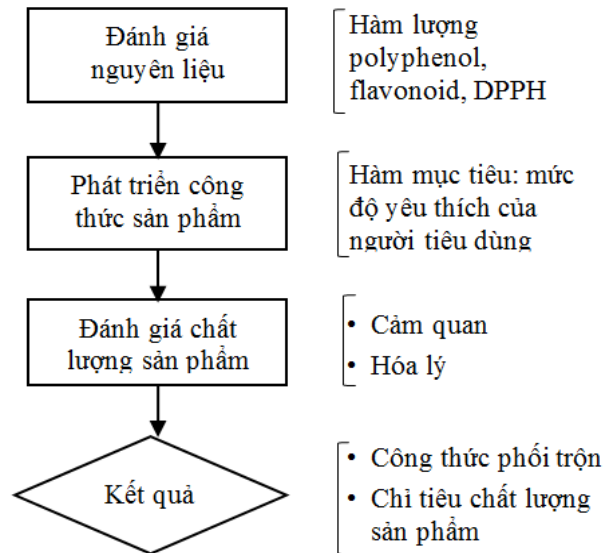 Đánh giá
nguyên liệu
Hàm lượng
polyphenol,
flavonoid, DPPH
Phát triển công
thức sản phẩm
Hàm mục tiêu: mức
độ yêu thích của
người tiêu dùng
Đánh giá chất
lượng sản phẩm
• Cảm quan
• Hóa lý
Kết quả
• Công thức phối trộn
• Chỉ tiêu chất lượng
sản phẩm